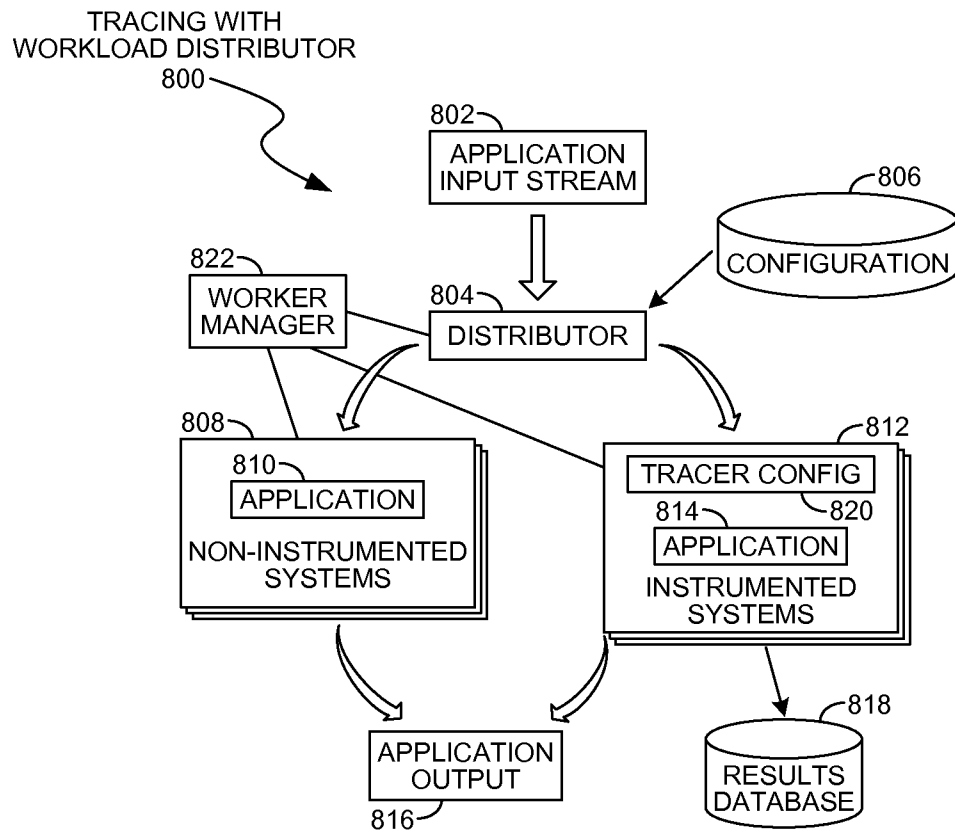 TRACING WITH
WORKLOAD DISTRIBUTOR
800
802
APPLICATION
INPUT STREAM
806
CONFIGURATION
822
WORKER
MANAGER
804
DISTRIBUTOR
808
810
APPLICATION
NON-INSTRUMENTED
SYSTEMS
812
TRACER CONFIG
820
814
APPLICATION
INSTRUMENTED
SYSTEMS
APPLICATION
OUTPUT
816
818
RESULTS
DATABASE